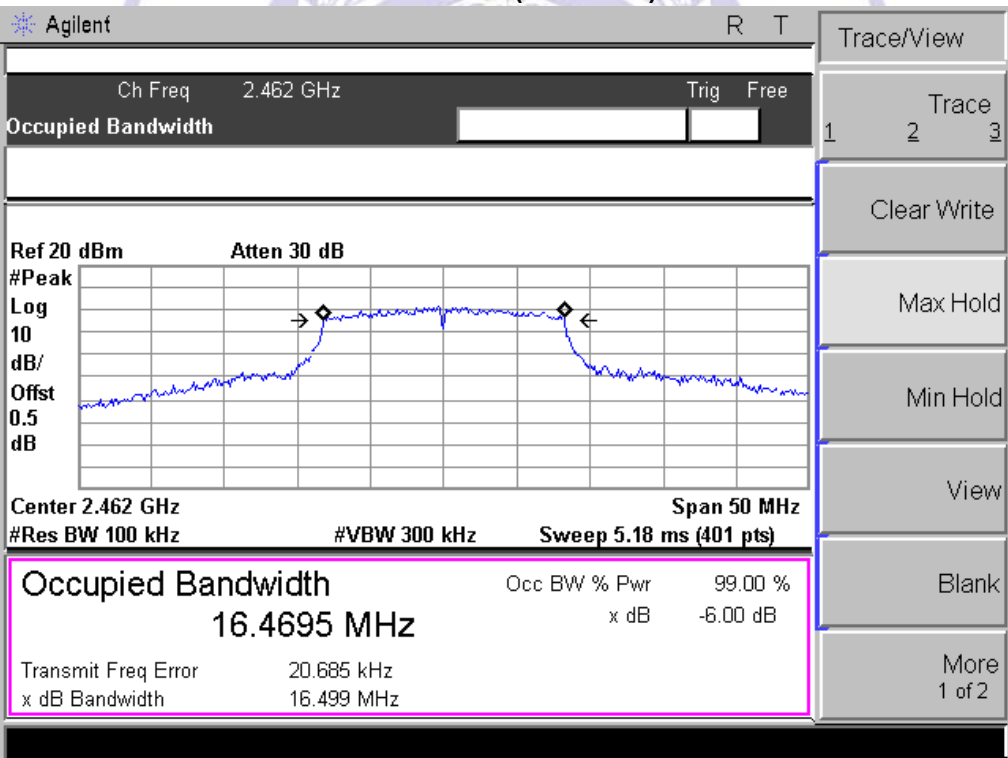 Agilent R T
Trace/View
Ch Freq 2.462 GHz Trig Free
Occupied Bandwidth
Trace
1 2 3
Clear Write
Max Hold
Min Hold
View
Blank
More
1 of 2
Ref 20 dBm Atten 30 dB
#Peak
Log
10
dB/
Offst
0.5
dB
Center 2.462 GHz Span 50 MHz
#Res BW 100 kHz #VBW 300 kHz Sweep 5.18 ms (401 pts)
Occupied Bandwidth Occ BW % Pwr 99.00 %
16.4695 MHz x dB -6.00 dB
Transmit Freq Error 20.685 kHz
x dB Bandwidth 16.499 MHz